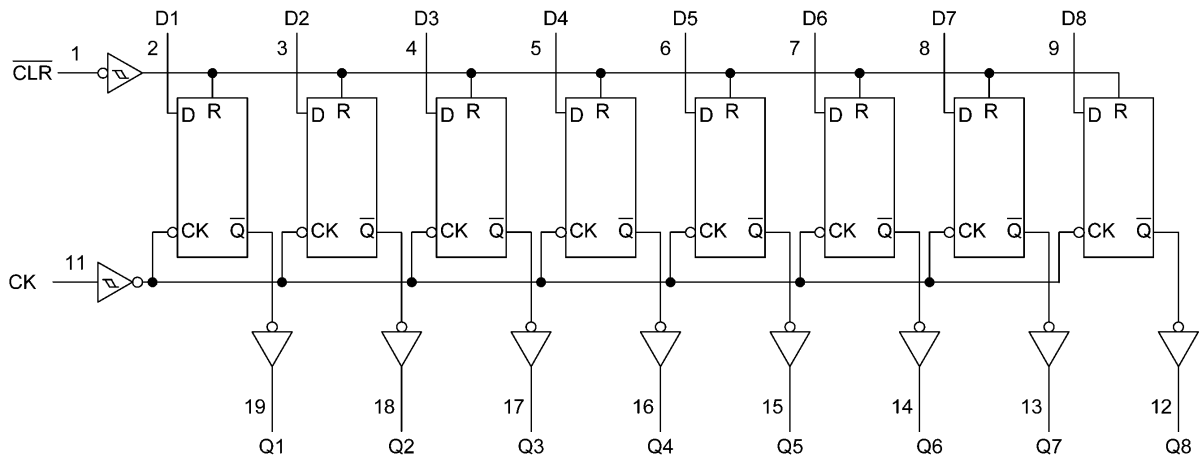 D1 D2 D3 D4 D5 D6 D7 D8
1 2 3 4 5 6 7 8 9
C̅L̅R̅
D R D R D R D R D R D R D R D R
CK Q̅ CK Q̅ CK Q̅ CK Q̅ CK Q̅ CK Q̅ CK Q̅ CK Q̅
11
CK
19 18 17 16 15 14 13 12
Q1 Q2 Q3 Q4 Q5 Q6 Q7 Q8